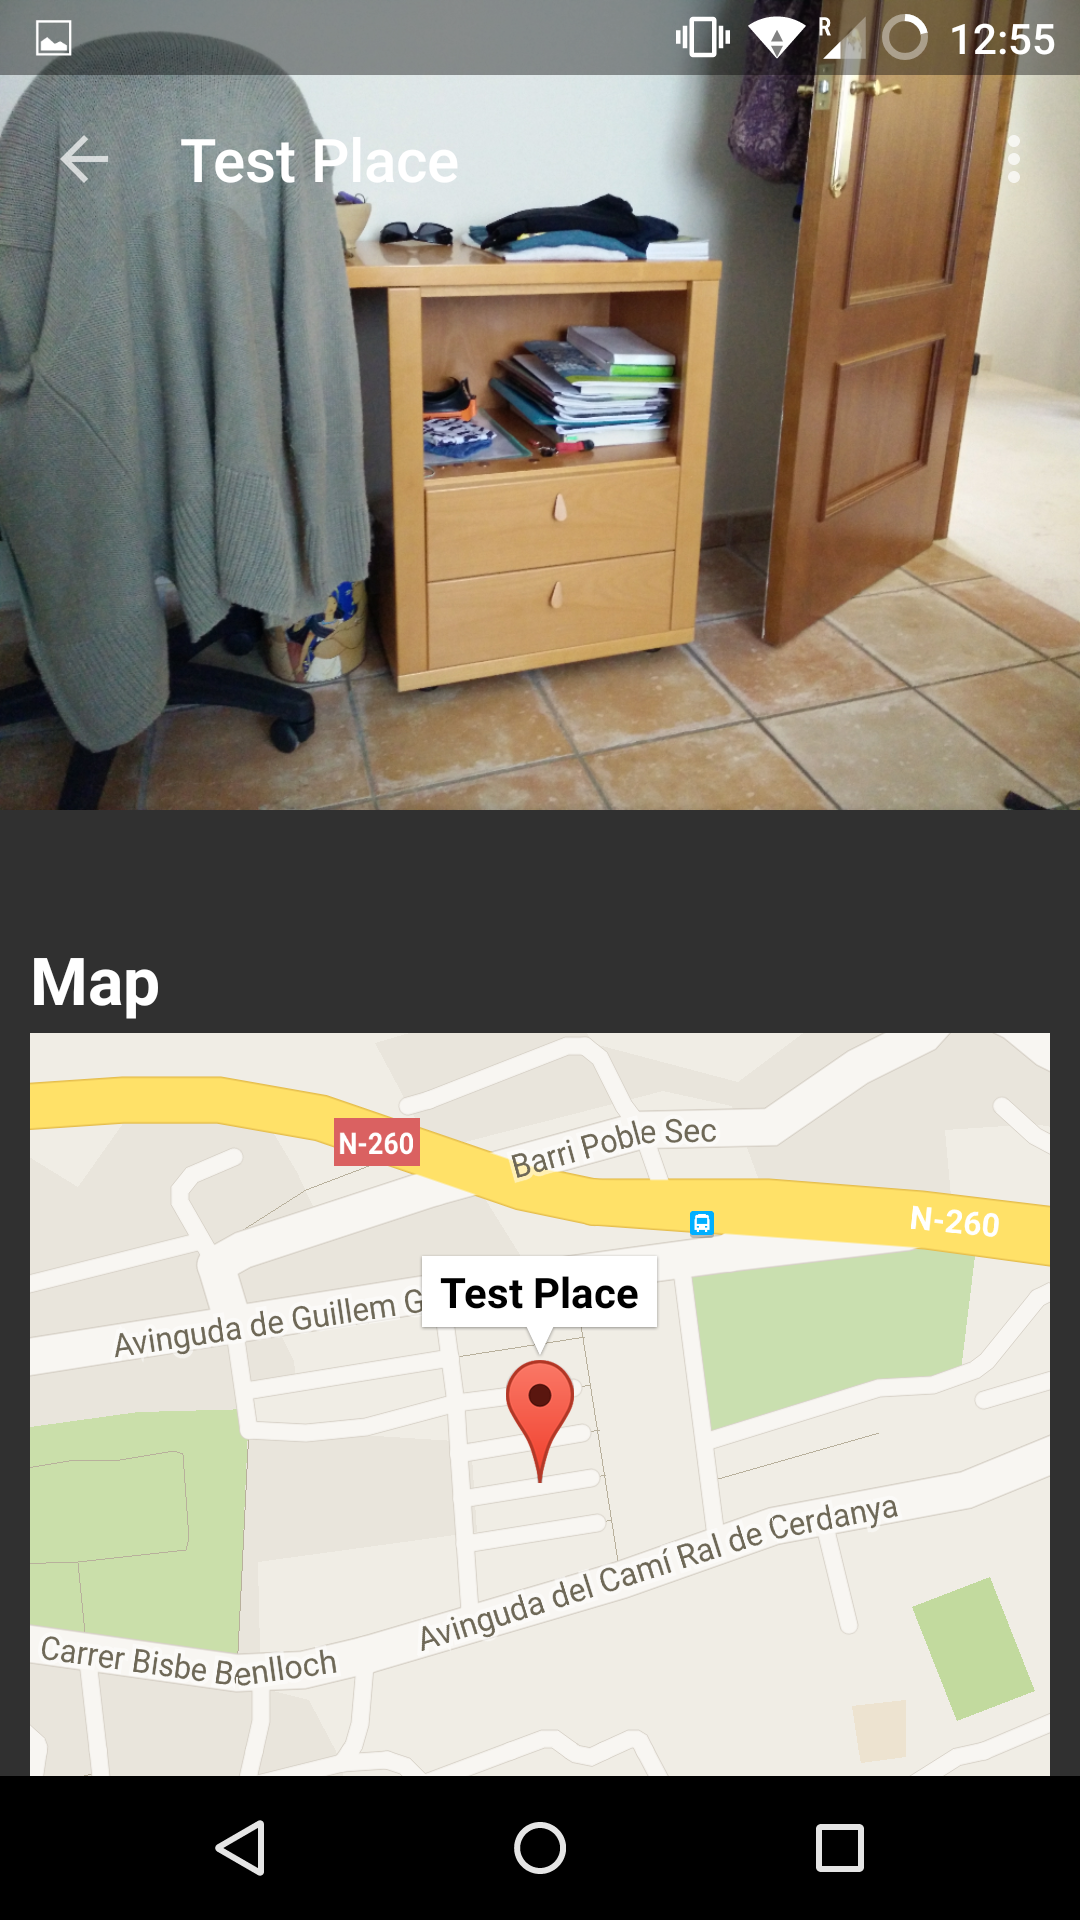 R
12:55
Test Place
Map
N-260
Barri Poble Sec
N-260
Test Place
Avinguda de Guillem G
Avinguda del Camí Ral de Cerdanya
Carrer Bisbe Benlloch